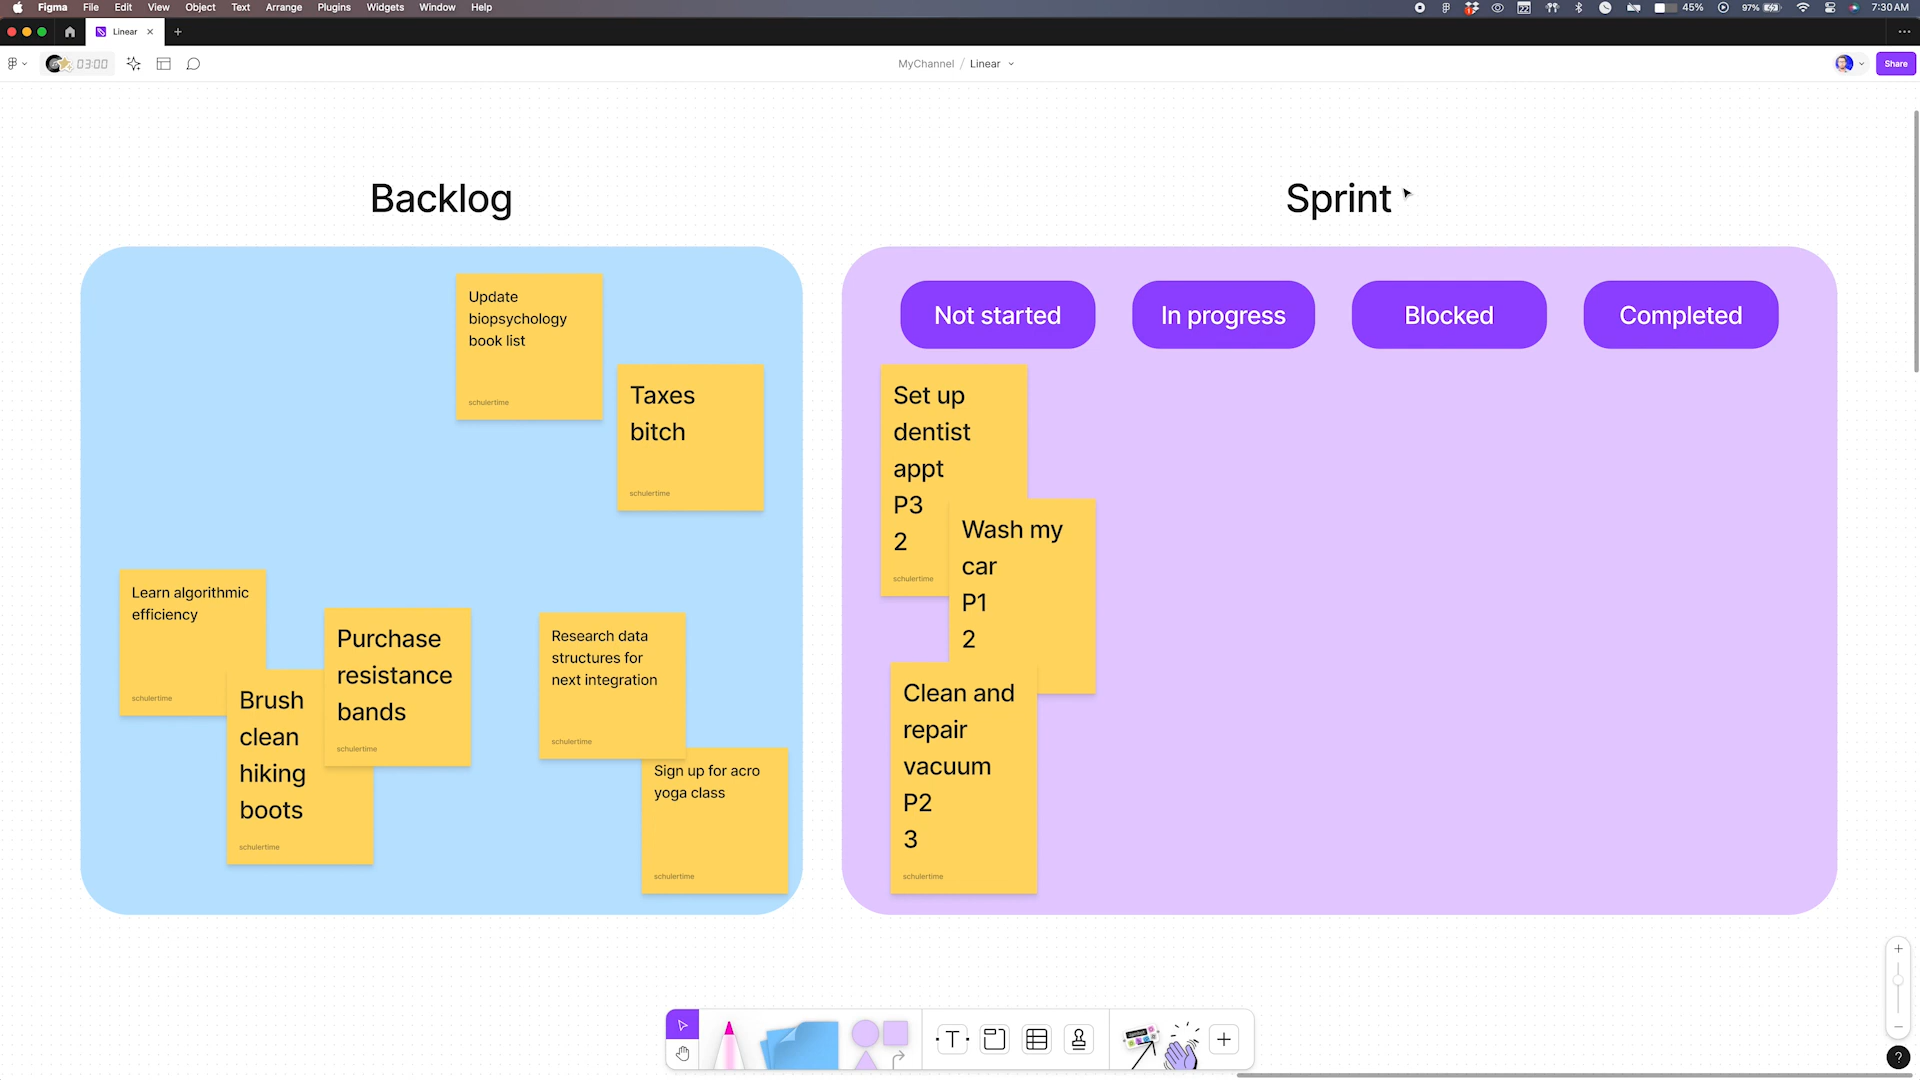 Figma File Edit View Object Text Arrange Plugins Widgets Window Help
45% 97% 7:30 AM
Linear
03:00
MyChannel / Linear
Share
Backlog
Update
biopsychology
book list
schulertime
Taxes
bitch
schulertime
Learn algorithmic
efficiency
schulertime
Brush
clean
hiking
boots
schulertime
Purchase
resistance
bands
schulertime
Research data
structures for
next integration
schulertime
Sign up for acro
yoga class
schulertime
Sprint
Not started
In progress
Blocked
Completed
Set up
dentist
appt
P3
2
schulertime
Wash my
car
P1
2
Clean and
repair
vacuum
P2
3
schulertime
T
?